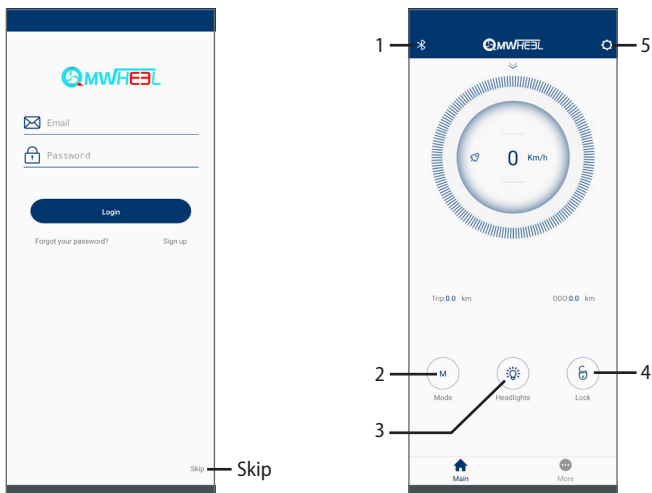 QMWHEEL
Email
Password
Login
Forgot your password? Sign up
Skip Skip
1 QMWHEEL 5
0 Km/h
Trip:0.0 km ODO:0.0 km
2 M 4
Mode Headlights Lock
3
Main More